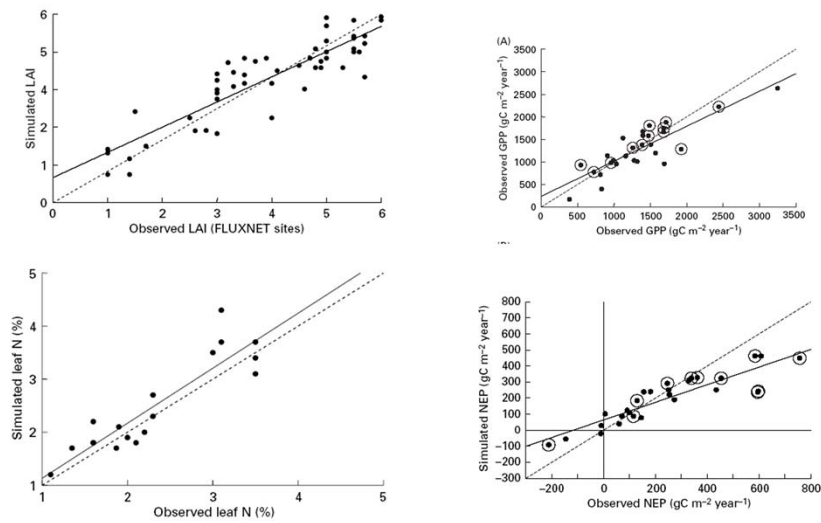 6
5
4
2
1
0
Simulated LAI
0 1 2 3 4 5 6
Observed LAI (FLUXNET sites)
(A)
3500
3000
2500
2000
1500
1000
500
0
Observed GPP (gC m⁻² year⁻¹)
0 500 1000 1500 2000 2500 3000 3500
Observed GPP (gC m⁻² year⁻¹)
5
4
3
2
1
Simulated leaf N (%)
1 2 3 4 5
Observed leaf N (%)
800
700
600
500
400
300
200
100
0
−100
−200
−300
Simulated NEP (gC m⁻² year⁻¹)
−200 0 200 400 600 800
Observed NEP (gC m⁻² year⁻¹)